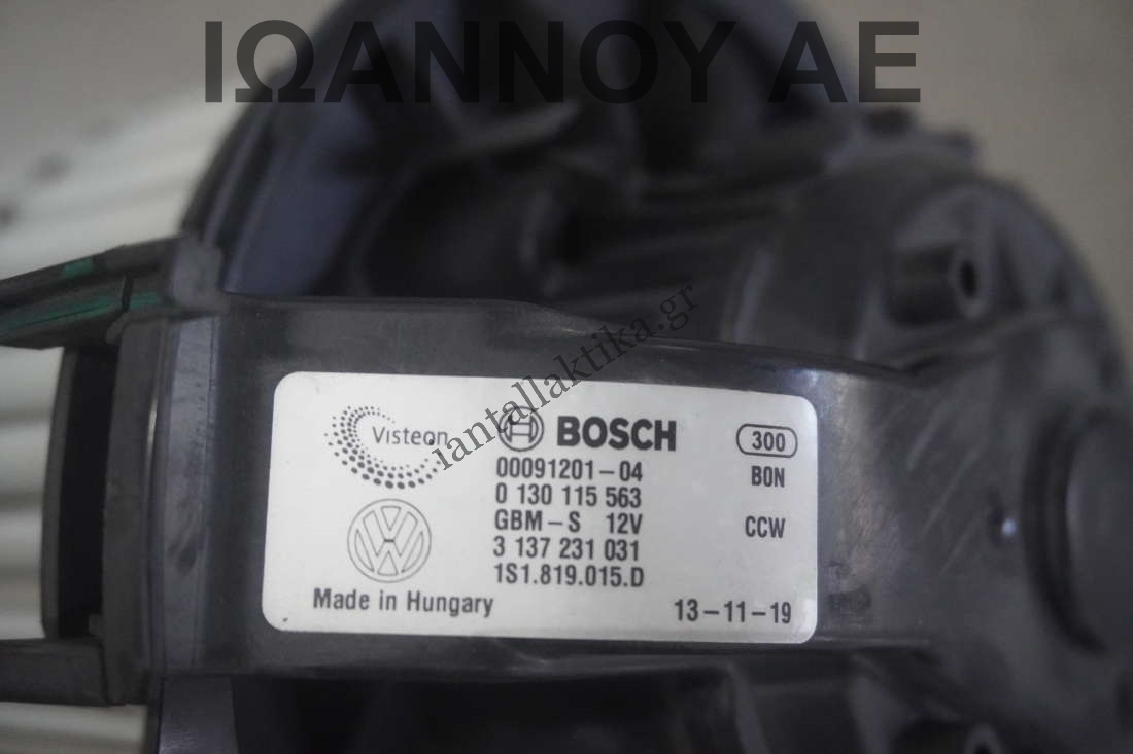 ΙΩΑΝΝΟΥ ΑΕ
iantallaktika.gr
Visteon
BOSCH
300
00091201-04
BON
0 130 115 563
GBM-S 12V
CCW
3 137 231 031
1S1.819.015.D
Made in Hungary
13-11-19